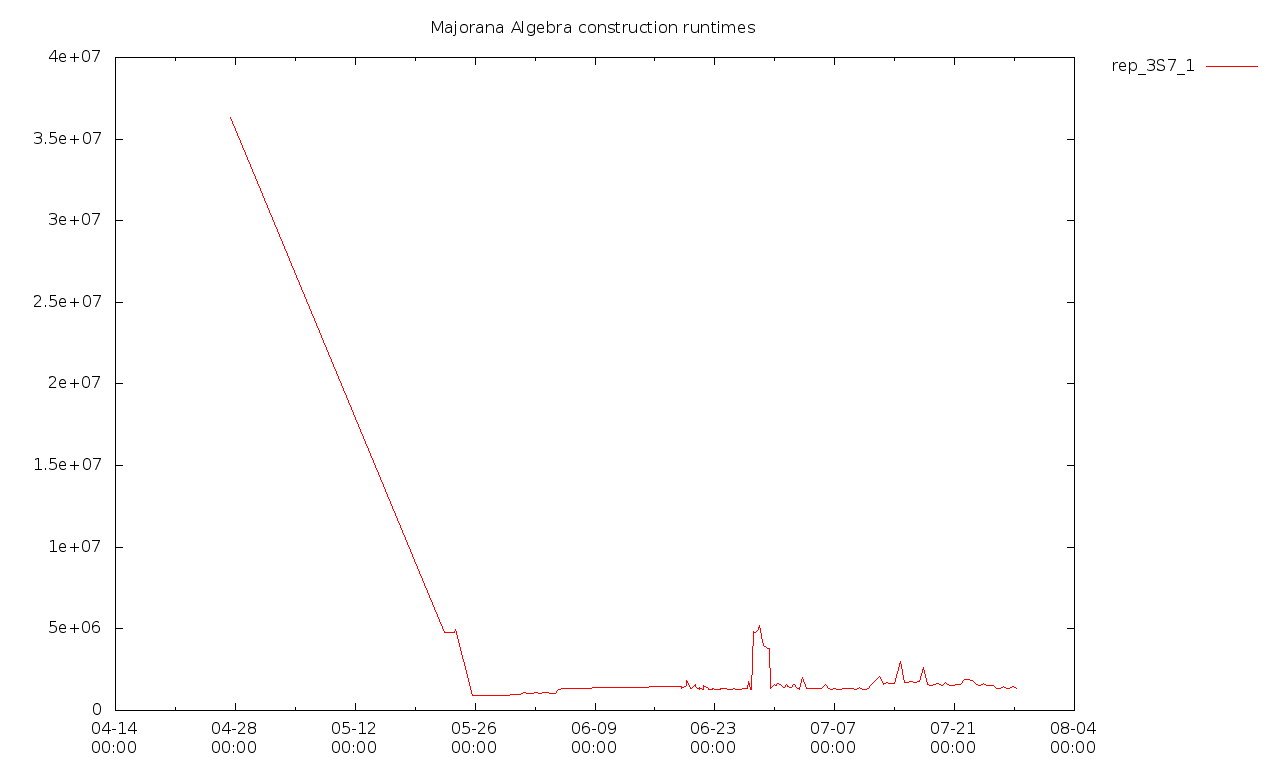 Majorana Algebra construction runtimes
rep_3S7_1
4e+07
3.5e+07
3e+07
2.5e+07
2e+07
1.5e+07
1e+07
5e+06
0
04-14 04-28 05-12 05-26 06-09 06-23 07-07 07-21 08-04
00:00 00:00 00:00 00:00 00:00 00:00 00:00 00:00 00:00